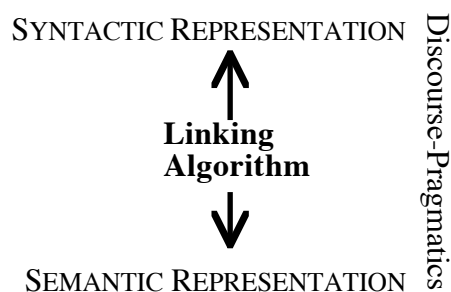 SYNTACTIC REPRESENTATION
Linking
Algorithm
SEMANTIC REPRESENTATION
Discourse-Pragmatics